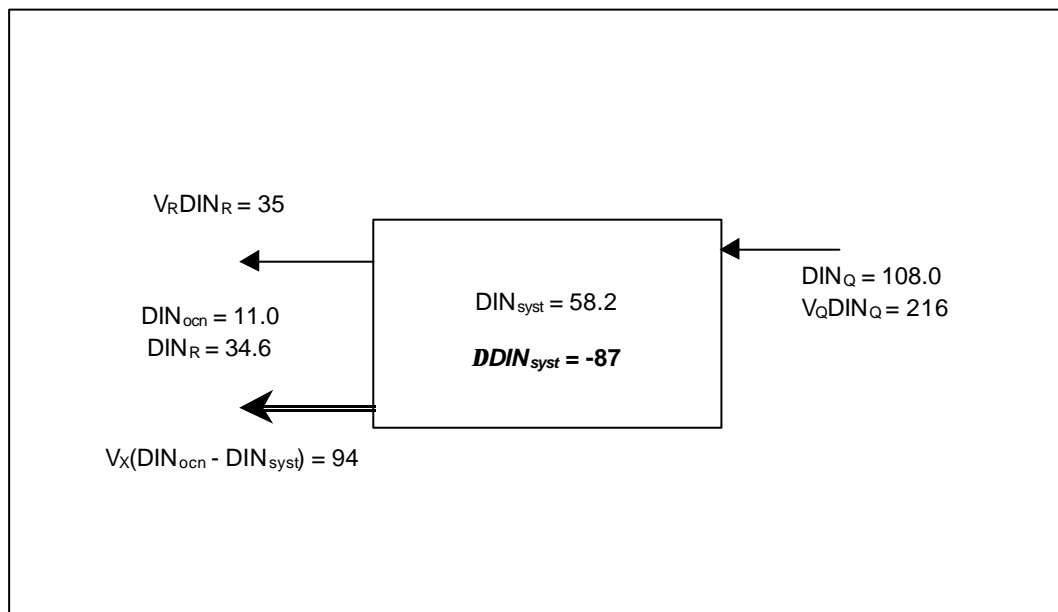 VRDINR = 35
DINocn = 11.0
DINR = 34.6
VX(DINocn - DINsyst) = 94
DINsyst = 58.2
DDINsyst = -87
DINQ = 108.0
VQDINQ = 216